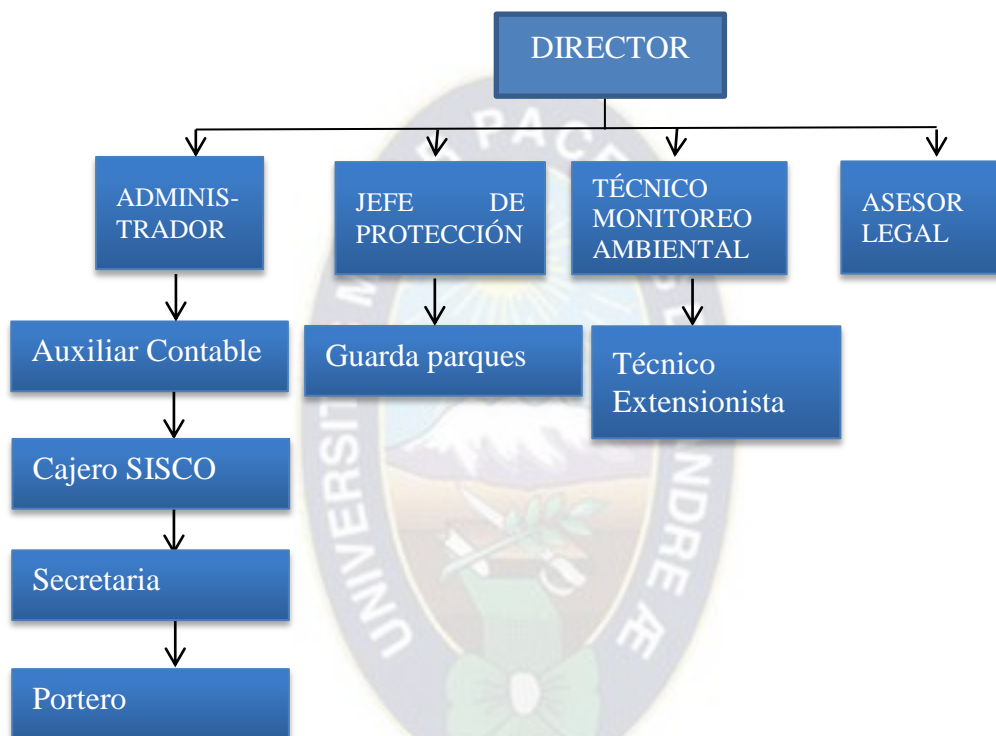 DIRECTOR
ADMINIS-
TRADOR
JEFE DE
PROTECCIÓN
TÉCNICO
MONITOREO
AMBIENTAL
ASESOR
LEGAL
Auxiliar Contable
Guarda parques
Técnico
Extensionista
Cajero SISCO
Secretaria
Portero